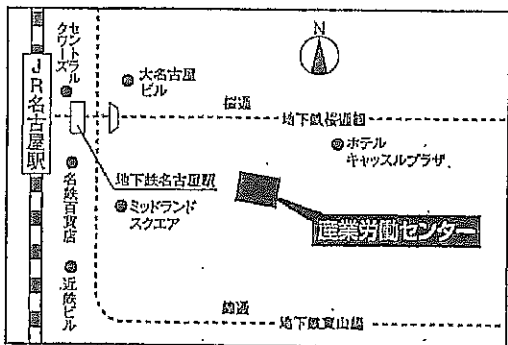 N
セントラル
タワーズ
JR名古屋駅
大名古屋
ビル
桜通
地下鉄桜通線
ホテル
キャッスルプラザ
地下鉄名古屋駅
名鉄百貨店
ミッドランド
スクエア
産業労働センター
近鉄ビル
錦通
地下鉄東山線